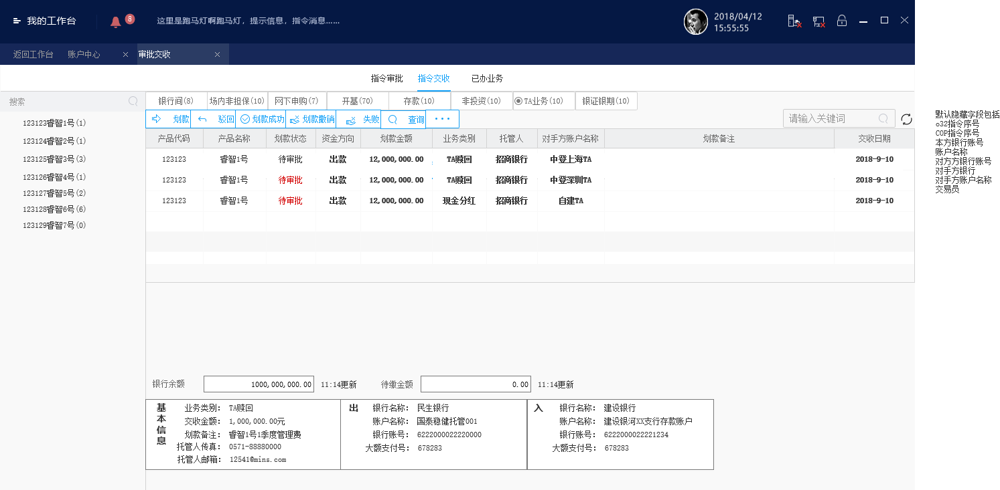 我的工作台
8
这里是跑马灯啊跑马灯，提示信息，指令消息......
2018/04/12
15:55:55
返回工作台 账户中心 × 审批交收 ×
指令审批 指令交收 已办业务
搜索
银行间(8) 场内非担保(10) 网下申购(7) 开基(70) 存款(10) 非投资(10) TA业务(10) 银证银期(10)
划款 驳回 划款成功 划款撤销 失败 查询 ···
请输入关键词
123123睿智1号(1)
123124睿智2号(1)
123125睿智3号(3)
123126睿智4号(1)
123127睿智5号(2)
123128睿智6号(6)
123129睿智7号(0)
产品代码 产品名称 划款状态 资金方向 划款金额 业务类别 托管人 对手方账户名称 划款备注 交收日期
123123 睿智1号 待审批 出款 12,000,000.00 TA赎回 招商银行 中登上海TA 2018-9-10
123123 睿智1号 待审批 出款 12,000,000.00 TA赎回 招商银行 中登深圳TA 2018-9-10
123123 睿智1号 待审批 出款 12,000,000.00 现金分红 招商银行 自建TA 2018-9-10
银行余额 1000,000,000.00 11:14更新 待缴金额 0.00 11:14更新
基本信息
业务类别： TA赎回
交收金额： 1,000,000.00元
划款备注： 睿智1号1季度管理费
托管人传真： 0571-88880000
托管人邮箱： 12541@mins.com
出
银行名称： 民生银行
账户名称： 国泰稳健托管001
银行账号： 6222000022220000
大额支付号： 678283
入
银行名称： 建设银行
账户名称： 建设银河XX支行存款账户
银行账号： 6222000022221234
大额支付号： 678283
默认隐藏字段包括
o32指令序号
COP指令序号
本方银行账号
账户名称
对方方银行账号
对手方银行
对手方账户名称
交易员